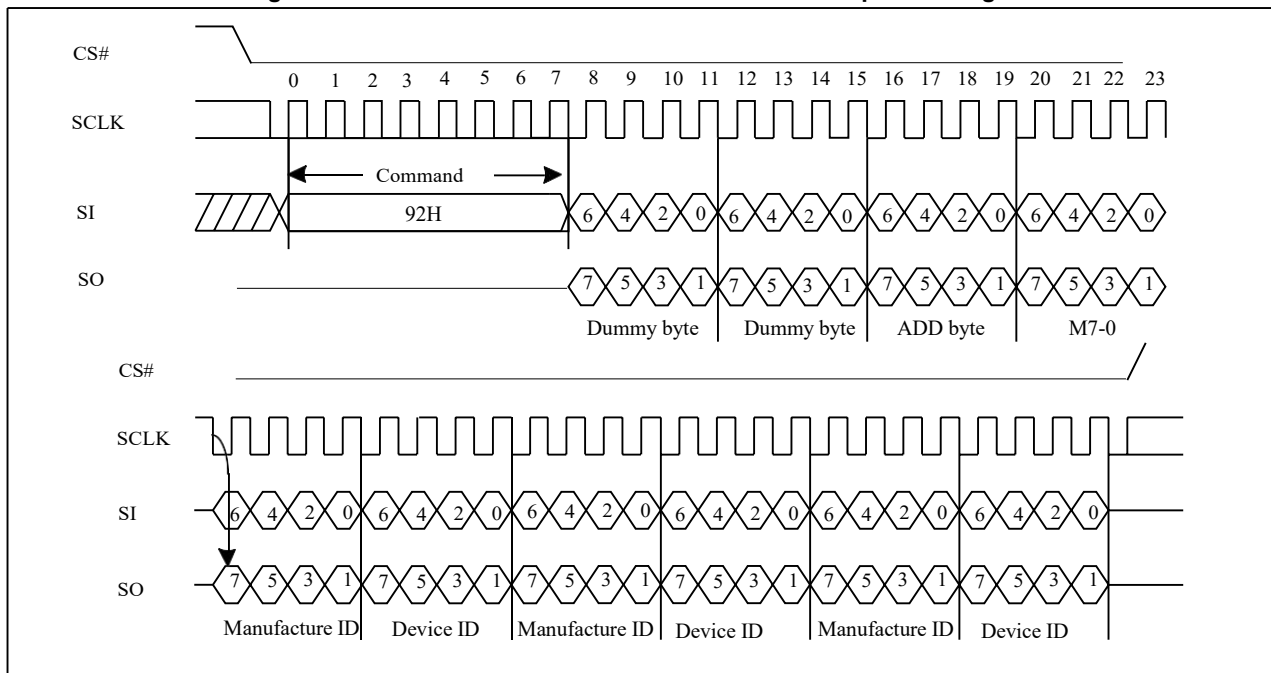 CS#
0 1 2 3 4 5 6 7 8 9 10 11 12 13 14 15 16 17 18 19 20 21 22 23
SCLK
Command
SI 92H 6 4 2 0 6 4 2 0 6 4 2 0 6 4 2 0
SO 7 5 3 1 7 5 3 1 7 5 3 1 7 5 3 1
Dummy byte Dummy byte ADD byte M7-0
CS#
SCLK
SI 6 4 2 0 6 4 2 0 6 4 2 0 6 4 2 0 6 4 2 0 6 4 2 0
SO 7 5 3 1 7 5 3 1 7 5 3 1 7 5 3 1 7 5 3 1 7 5 3 1
Manufacture ID Device ID Manufacture ID Device ID Manufacture ID Device ID